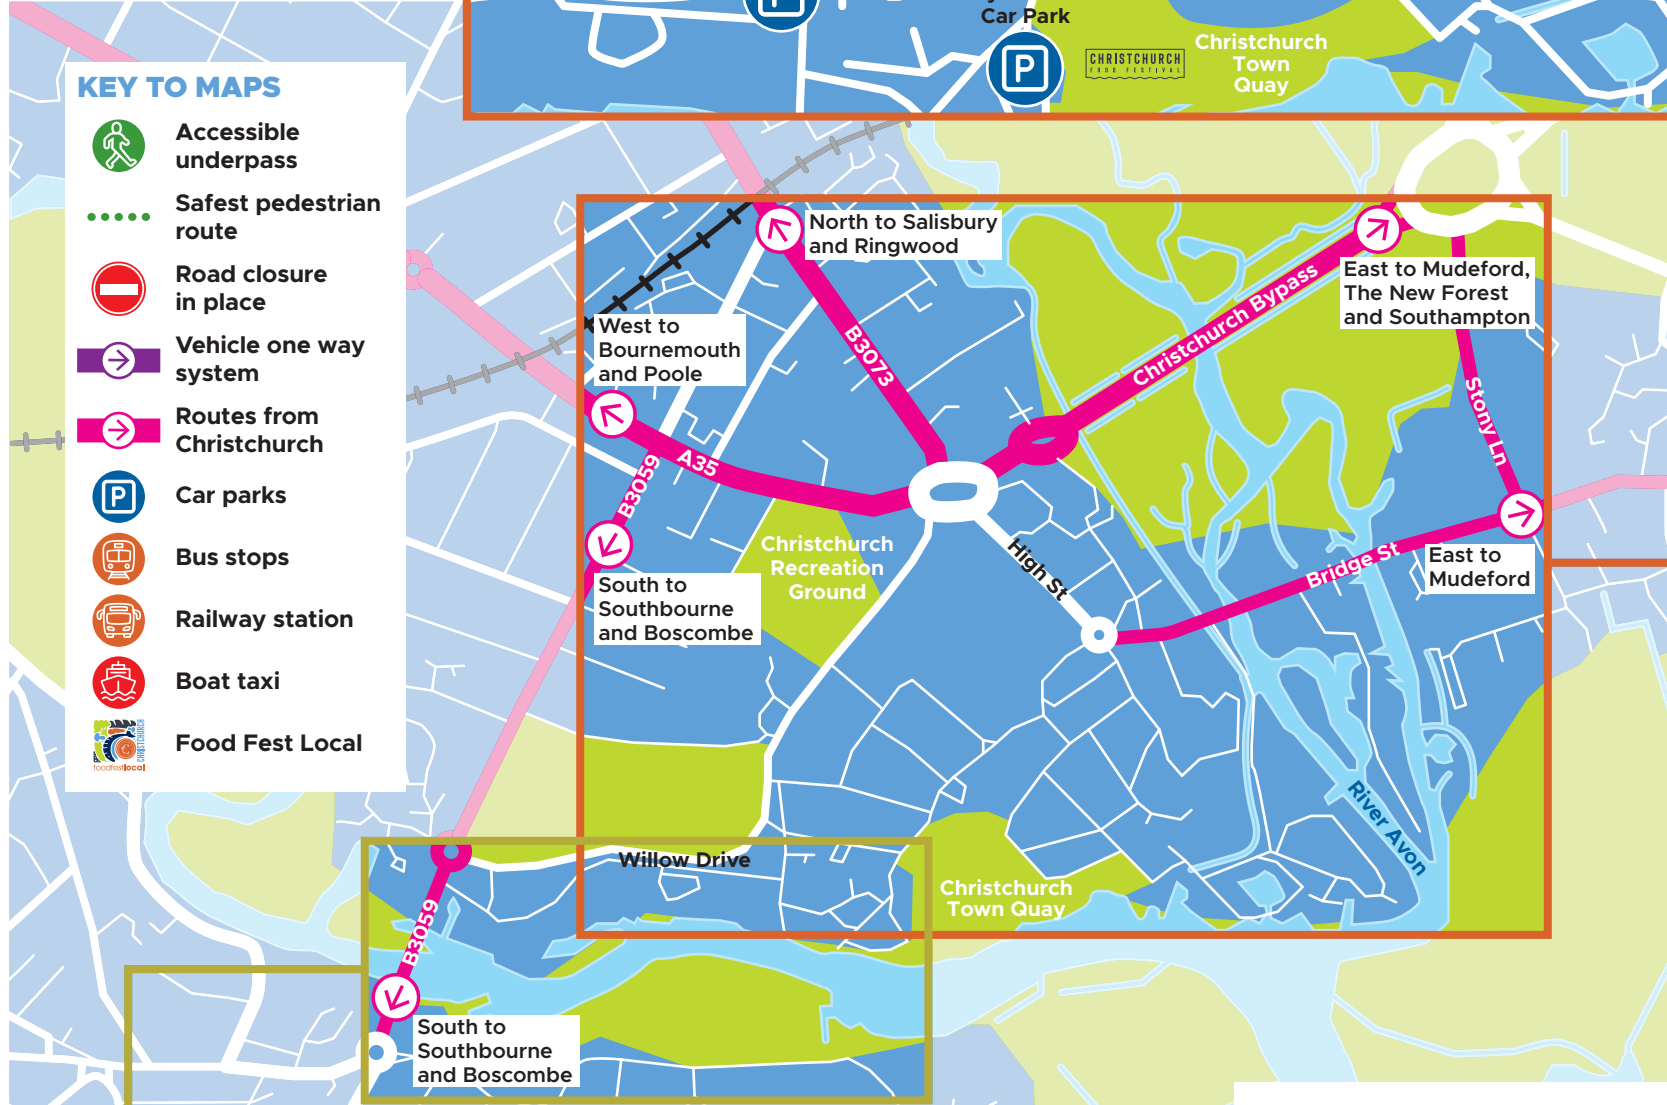 Car Park
P
CHRISTCHURCH
FOOD FESTIVAL
Christchurch
Town
Quay
KEY TO MAPS
Accessible
underpass
Safest pedestrian
route
Road closure
in place
Vehicle one way
system
Routes from
Christchurch
P
Car parks
Bus stops
Railway station
Boat taxi
CHRISTCHURCH
foodfestlocal
Food Fest Local
North to Salisbury
and Ringwood
East to Mudeford,
The New Forest
and Southampton
West to
Bournemouth
and Poole
B3073
Christchurch Bypass
Stony Ln
A35
B3059
Christchurch
Recreation
Ground
High St
Bridge St
East to
Mudeford
South to
Southbourne
and Boscombe
River Avon
Willow Drive
Christchurch
Town Quay
B3059
South to
Southbourne
and Boscombe